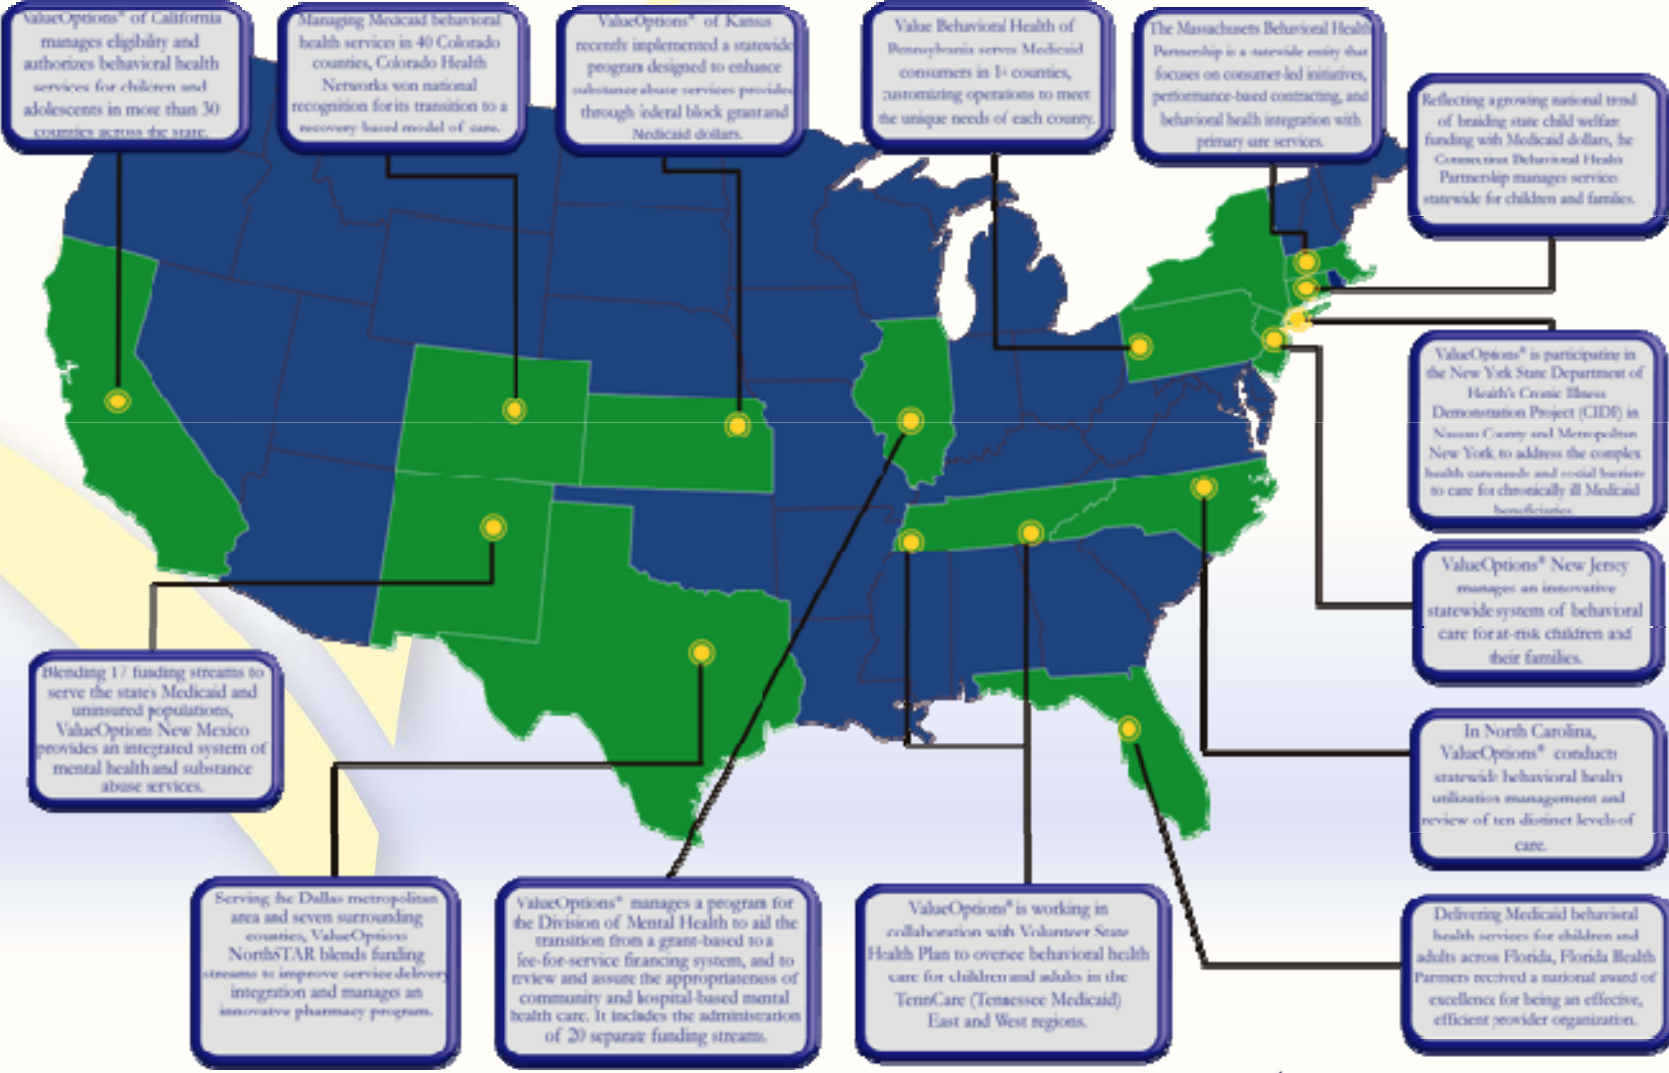 ValueOptions® of California
manages eligibility and
authorizes behavioral health
services for children and
adolescents in more than 30
counties across the state.
Managing Medicaid behavioral
health services in 40 Colorado
counties, Colorado Health
Networks won national
recognition for its transition to a
recovery-based model of care.
ValueOptions® of Kansas
recently implemented a statewide
program designed to enhance
substance abuse services provided
through federal block grant and
Medicaid dollars.
Value Behavioral Health of
Pennsylvania serves Medicaid
consumers in counties,
customizing operations to meet
the unique needs of each county.
The Massachusets Behavioral Health
Partnership is a statewide entity that
focuses on consumer-led initiatives,
performance-based contracting, and
behavioral health integration with
primary care services.
Reflecting a growing national trend
of braiding state child welfare
funding with Medicaid dollars, the
Connecticut Behavioral Health
Partnership manages services
statewide for children and families.
ValueOptions® is participating in
the New York State Department of
Health's Cronic Illness
Demonstration Project (CIDP) in
Nassau County and Metropolitan
New York to address the complex
health care needs and social barriers
to care for chronically ill Medicaid
beneficiaries.
ValueOptions® New Jersey
manages an innovative
statewide system of behavioral
care for at-risk children and
their families.
In North Carolina,
ValueOptions® conducts
statewide behavioral health
utilization management and
review of ten distinct levels of
care.
Delivering Medicaid behavioral
health services for children and
adults across Florida, Florida Health
Partners received a national award of
excellence for being an effective,
efficient provider organization.
Blending 17 funding streams to
serve the state's Medicaid and
uninsured populations,
ValueOptions New Mexico
provides an integrated system of
mental health and substance
abuse services.
Serving the Dallas metropolitan
area and seven surrounding
counties, ValueOptions
NorthSTAR blends funding
streams to improve service delivery
integration and manages an
innovative pharmacy program.
ValueOptions® manages a program for
the Division of Mental Health to aid the
transition from a grant-based to a
fee-for-service financing system, and to
review and assure the appropriateness of
community and hospital-based mental
health care. It includes the administration
of 20 separate funding streams.
ValueOptions® is working in
collaboration with Volunteer State
Health Plan to oversee behavioral health
care for children and adults in the
TennCare (Tennessee Medicaid)
East and West regions.